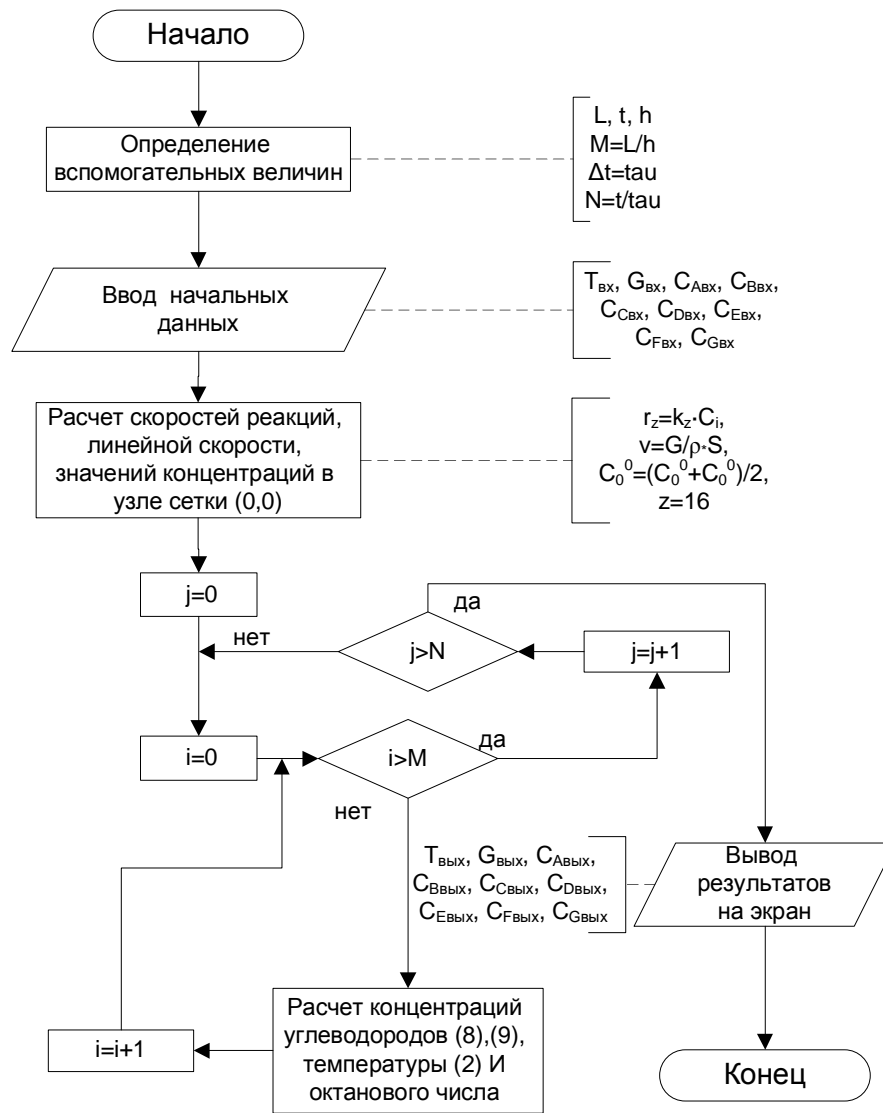 Начало
Определение
вспомогательных величин
L, t, h
M=L/h
Δt=tau
N=t/tau
Ввод начальных
данных
Tвх, Gвх, CAвх, CBвх,
CCвх, CDвх, CEвх,
CFвх, CGвх
Расчет скоростей реакций,
линейной скорости,
значений концентраций в
узле сетки (0,0)
rz=kz·Ci,
v=G/ρ*S,
C0⁰=(C0⁰+C0⁰)/2,
z=16
j=0
да
нет
j>N
j=j+1
i=0
i>M
да
нет
Tвых, Gвых, CAвых,
CBвых, CCвых, CDвых,
CEвых, CFвых, CGвых
Вывод
результатов
на экран
Расчет концентраций
углеводородов (8),(9),
температуры (2) И
октанового числа
i=i+1
Конец